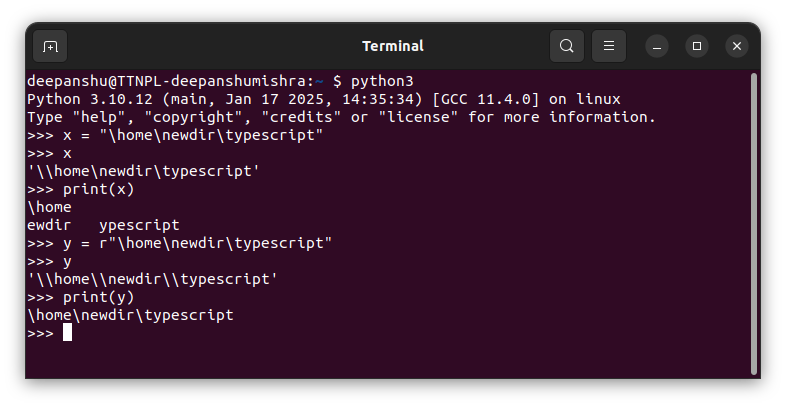 Terminal
deepanshu@TTNPL-deepanshumishra:~ $ python3
Python 3.10.12 (main, Jan 17 2025, 14:35:34) [GCC 11.4.0] on linux
Type "help", "copyright", "credits" or "license" for more information.
>>> x = "\home\newdir\typescript"
>>> x
'\\home\newdir\typescript'
>>> print(x)
\home
ewdir   ypescript
>>> y = r"\home\newdir\typescript"
>>> y
'\\home\\newdir\\typescript'
>>> print(y)
\home\newdir\typescript
>>>